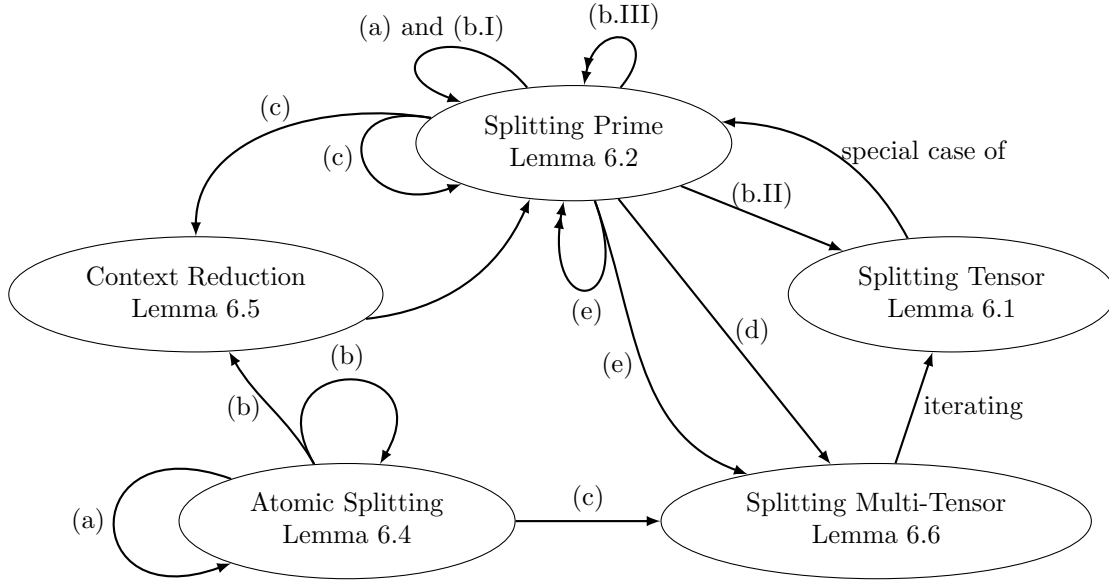 (b.III)
(a) and (b.I)
(c)
Splitting Prime
Lemma 6.2
(c)
special case of
(b.II)
Context Reduction
Lemma 6.5
Splitting Tensor
Lemma 6.1
(e)
(d)
(b)
(e)
(b)
iterating
Atomic Splitting
Lemma 6.4
(c)
Splitting Multi-Tensor
Lemma 6.6
(a)